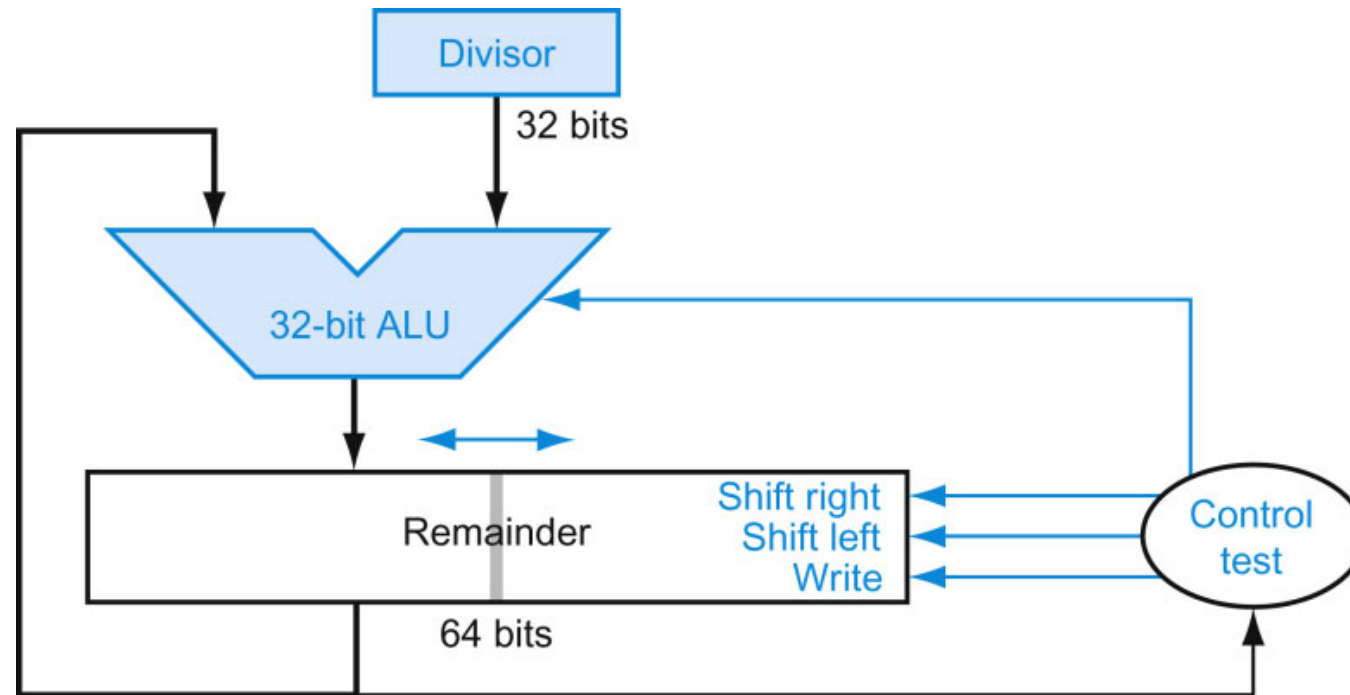 Divisor
32 bits
32-bit ALU
Remainder
Shift right
Shift left
Write
Control
test
64 bits